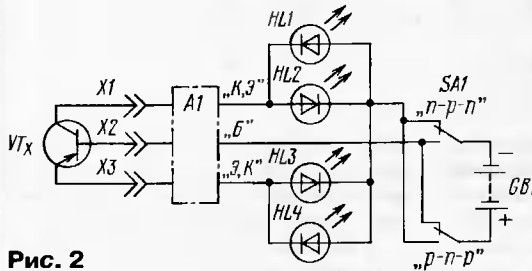 HL1
HL2
SA1
X1
A1
„К,Э"
„n-p-n"
VTx
X2
„Б"
−
X3
„Э,К"
HL3
GB
+
HL4
„p-n-p"
Рис. 2